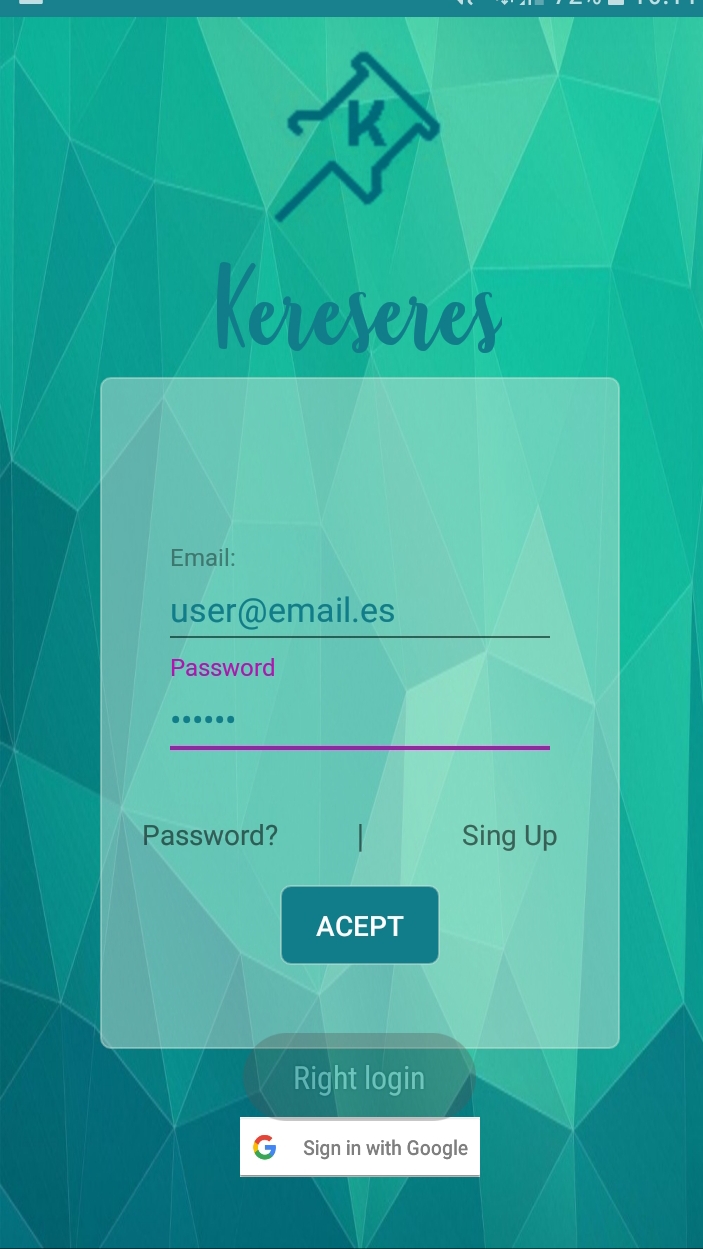 K
Kereseres
Email:
user@email.es
Password
••••••
Password? | Sing Up
ACEPT
Right login
G Sign in with Google